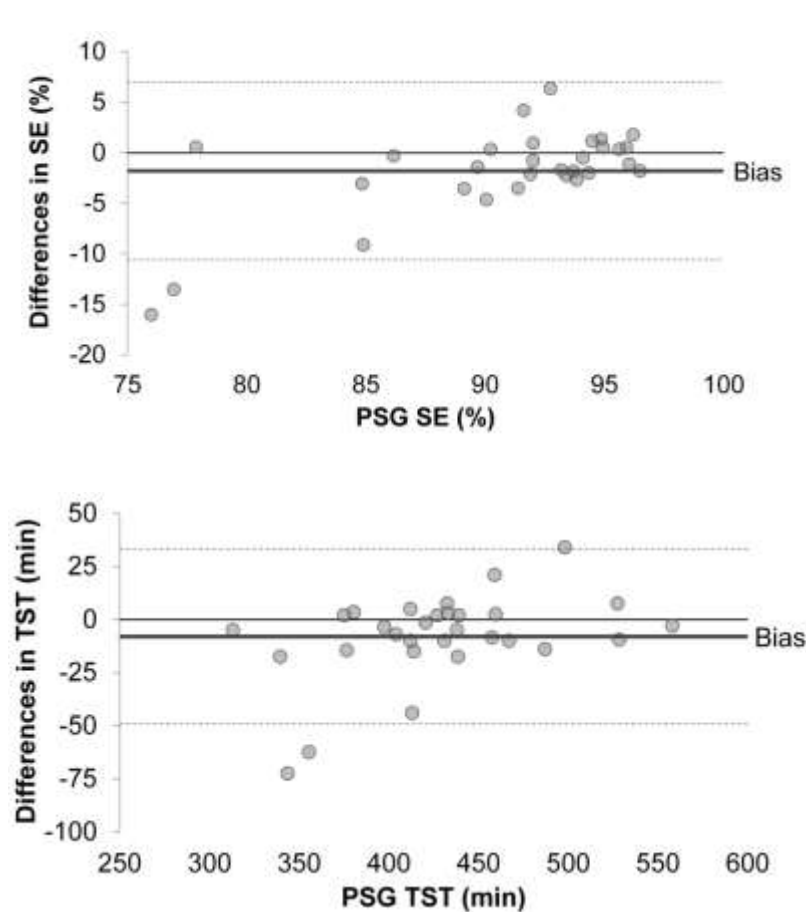 10
5
0
-5
-10
-15
-20
Differences in SE (%)
Bias
75 80 85 90 95 100
PSG SE (%)
50
25
0
-25
-50
-75
-100
Differences in TST (min)
Bias
250 300 350 400 450 500 550 600
PSG TST (min)